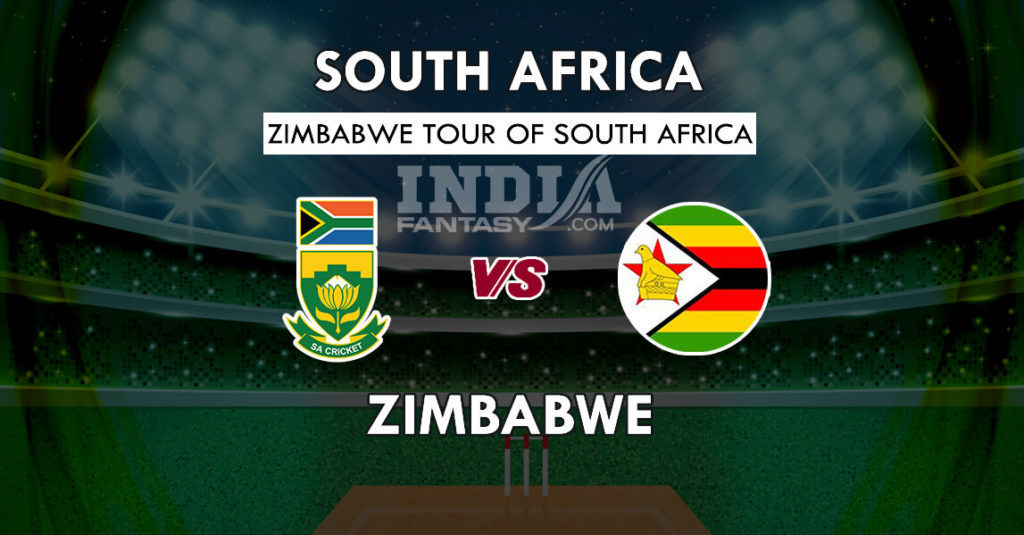 SOUTH AFRICA
ZIMBABWE TOUR OF SOUTH AFRICA
INDIA
FANTASY.COM
VS
SA CRICKET
ZIMBABWE